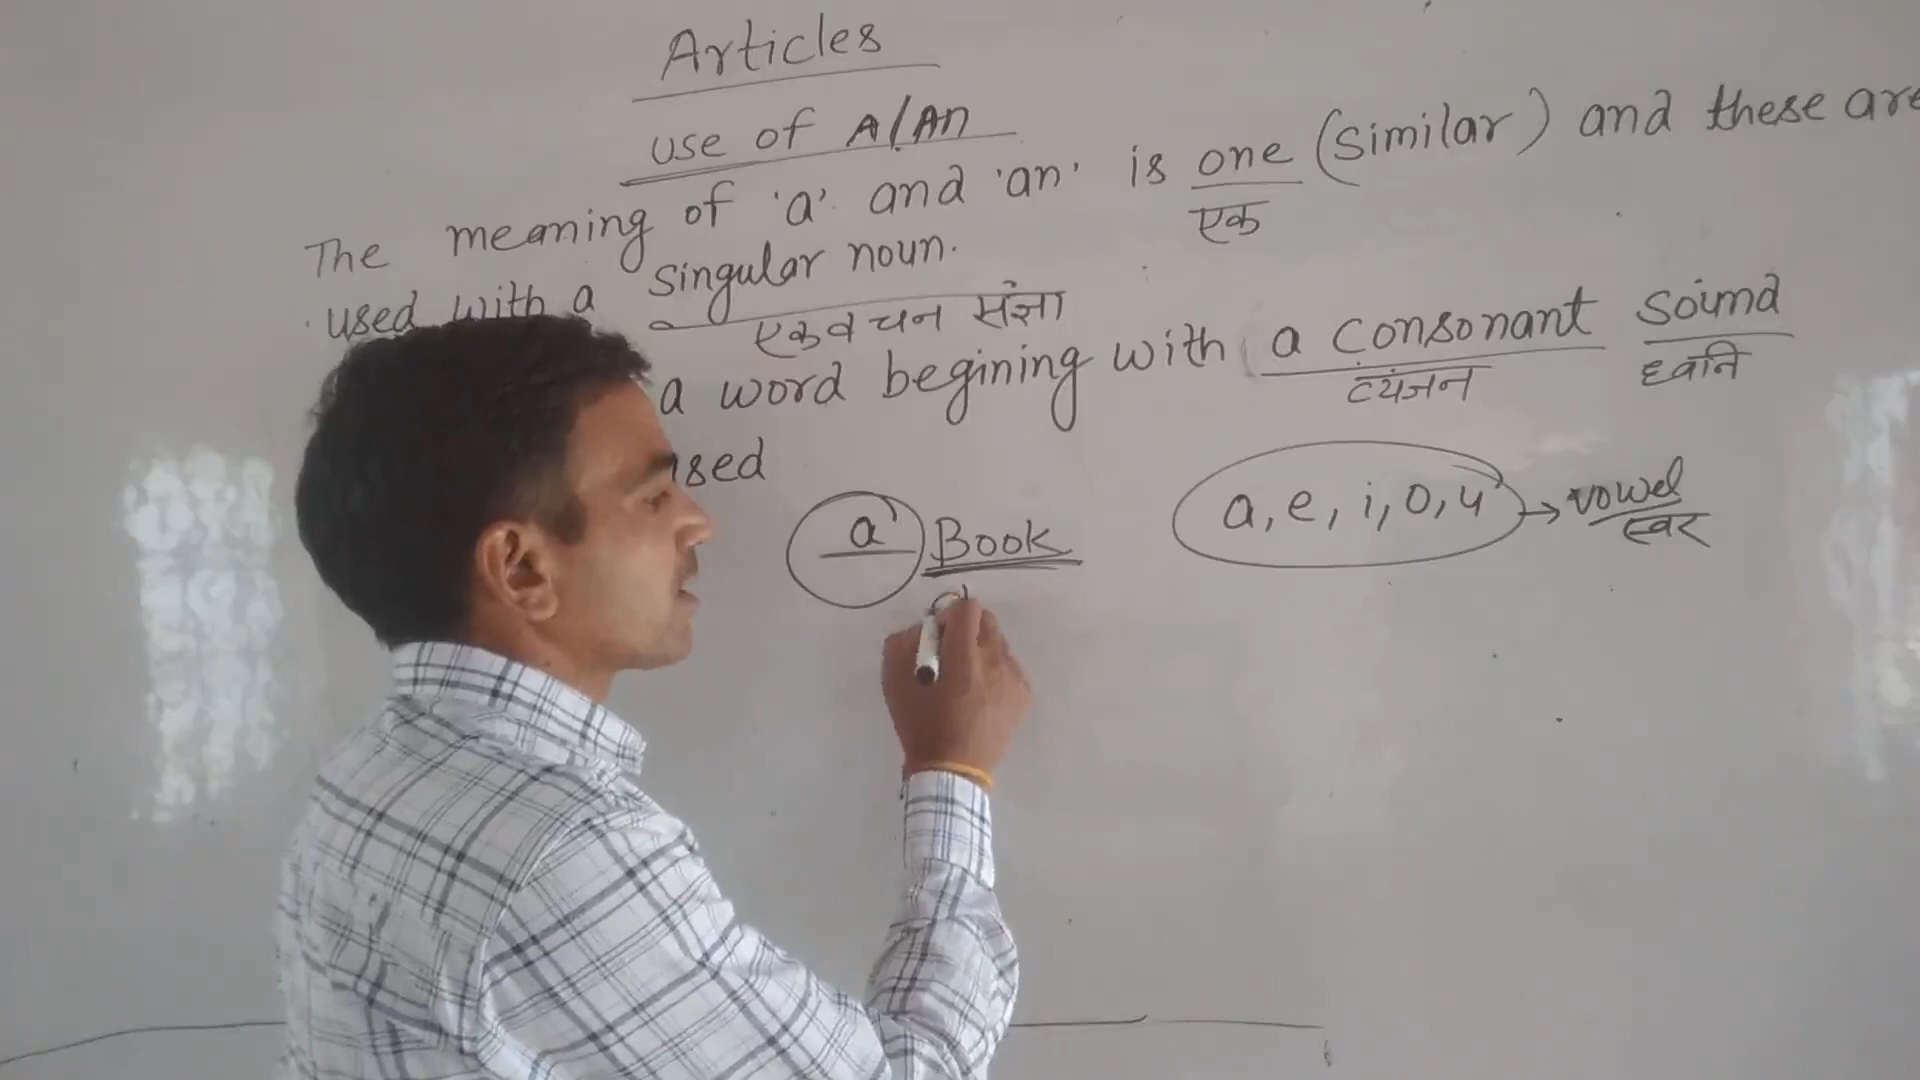 Articles
use of A/An
The meaning of 'a' and 'an' is one (similar) and these are
एक
used with a singular noun.
एकवचन संज्ञा
a word begining with a consonant sound
व्यंजन ध्वनि
a Book
a, e, i, o, u → vowel
स्वर